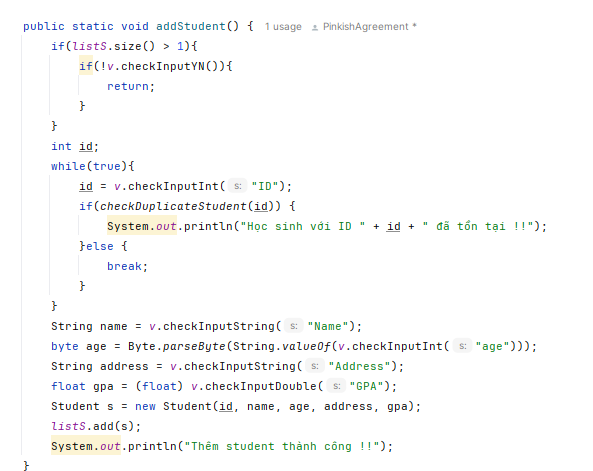 public static void addStudent() { 1 usage PinkishAgreement *
if(listS.size() > 1){
if(!v.checkInputYN()){
return;
}
}
int id;
while(true){
id = v.checkInputInt( s: "ID");
if(checkDuplicateStudent(id)) {
System.out.println("Học sinh với ID " + id + " đã tồn tại !!");
}else {
break;
}
}
String name = v.checkInputString( s: "Name");
byte age = Byte.parseByte(String.valueOf(v.checkInputInt( s: "age")));
String address = v.checkInputString( s: "Address");
float gpa = (float) v.checkInputDouble( s: "GPA");
Student s = new Student(id, name, age, address, gpa);
listS.add(s);
System.out.println("Thêm student thành công !!");
}